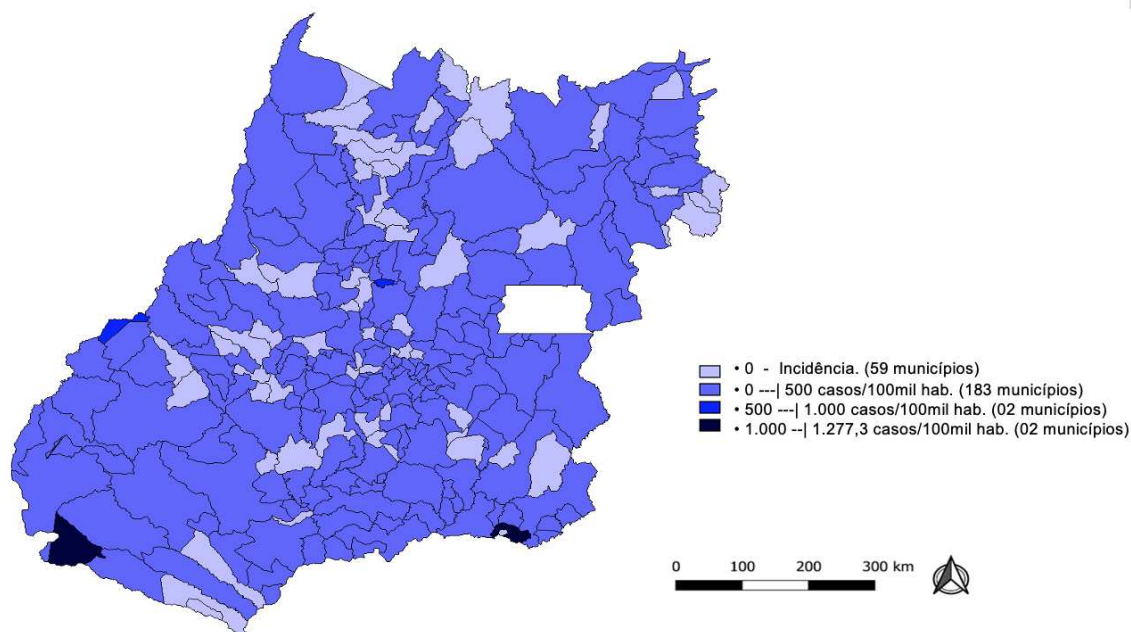 • 0 - Incidência. (59 municípios)
• 0 ---| 500 casos/100mil hab. (183 municípios)
• 500 ---| 1.000 casos/100mil hab. (02 municípios)
• 1.000 --| 1.277,3 casos/100mil hab. (02 municípios)
0 100 200 300 km